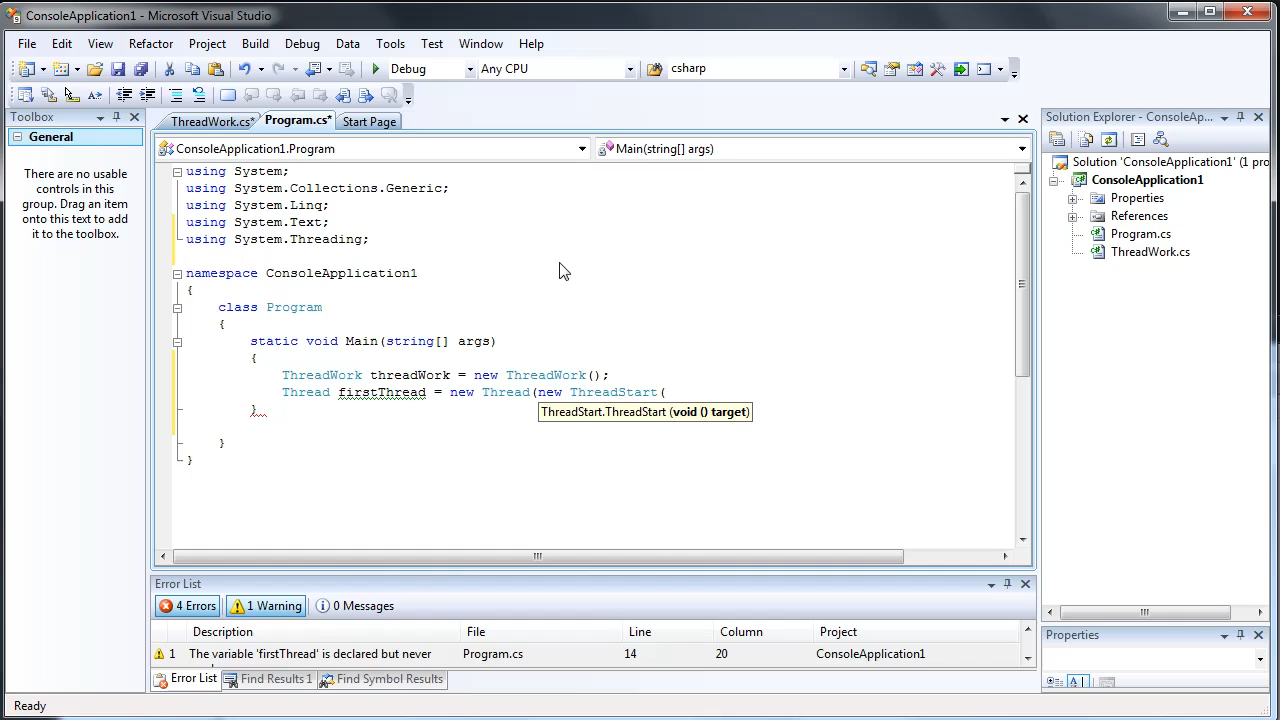 ConsoleApplication1 - Microsoft Visual Studio
File Edit View Refactor Project Build Debug Data Tools Test Window Help
Debug Any CPU csharp
Toolbox
General
There are no usable
controls in this
group. Drag an item
onto this text to add
it to the toolbox.
ThreadWork.cs* Program.cs* Start Page
ConsoleApplication1.Program Main(string[] args)
using System;
using System.Collections.Generic;
using System.Linq;
using System.Text;
using System.Threading;
namespace ConsoleApplication1
{
class Program
{
static void Main(string[] args)
{
ThreadWork threadWork = new ThreadWork();
Thread firstThread = new Thread(new ThreadStart(
}
ThreadStart.ThreadStart (void () target)
}
}
Error List
4 Errors 1 Warning 0 Messages
Description File Line Column Project
1 The variable 'firstThread' is declared but never Program.cs 14 20 ConsoleApplication1
Error List Find Results 1 Find Symbol Results
Solution Explorer - ConsoleAp...
Solution 'ConsoleApplication1' (1 pro
ConsoleApplication1
Properties
References
Program.cs
ThreadWork.cs
Properties
Ready